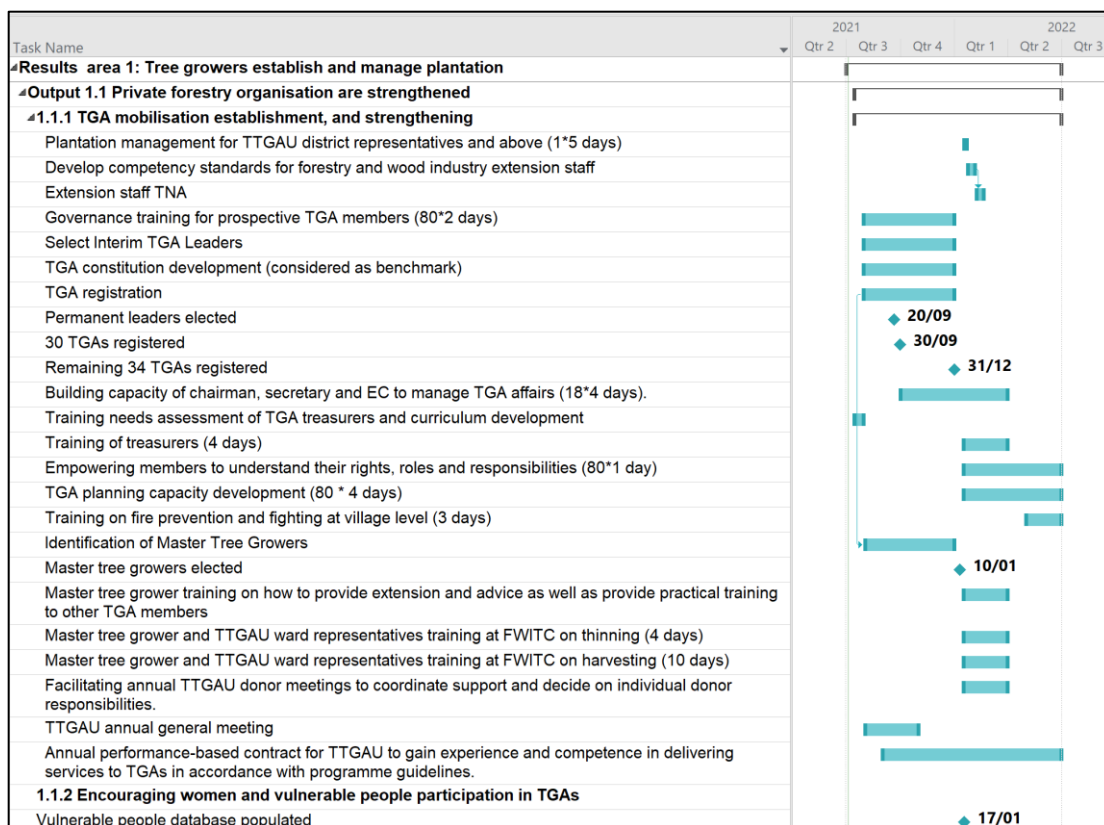 2021 2022
Task Name Qtr 2 Qtr 3 Qtr 4 Qtr 1 Qtr 2 Qtr 3
Results area 1: Tree growers establish and manage plantation
Output 1.1 Private forestry organisation are strengthened
1.1.1 TGA mobilisation establishment, and strengthening
Plantation management for TTGAU district representatives and above (1*5 days)
Develop competency standards for forestry and wood industry extension staff
Extension staff TNA
Governance training for prospective TGA members (80*2 days)
Select Interim TGA Leaders
TGA constitution development (considered as benchmark)
TGA registration
Permanent leaders elected 20/09
30 TGAs registered 30/09
Remaining 34 TGAs registered 31/12
Building capacity of chairman, secretary and EC to manage TGA affairs (18*4 days).
Training needs assessment of TGA treasurers and curriculum development
Training of treasurers (4 days)
Empowering members to understand their rights, roles and responsibilities (80*1 day)
TGA planning capacity development (80 * 4 days)
Training on fire prevention and fighting at village level (3 days)
Identification of Master Tree Growers
Master tree growers elected 10/01
Master tree grower training on how to provide extension and advice as well as provide practical training
to other TGA members
Master tree grower and TTGAU ward representatives training at FWITC on thinning (4 days)
Master tree grower and TTGAU ward representatives training at FWITC on harvesting (10 days)
Facilitating annual TTGAU donor meetings to coordinate support and decide on individual donor
responsibilities.
TTGAU annual general meeting
Annual performance-based contract for TTGAU to gain experience and competence in delivering
services to TGAs in accordance with programme guidelines.
1.1.2 Encouraging women and vulnerable people participation in TGAs
Vulnerable people database populated 17/01